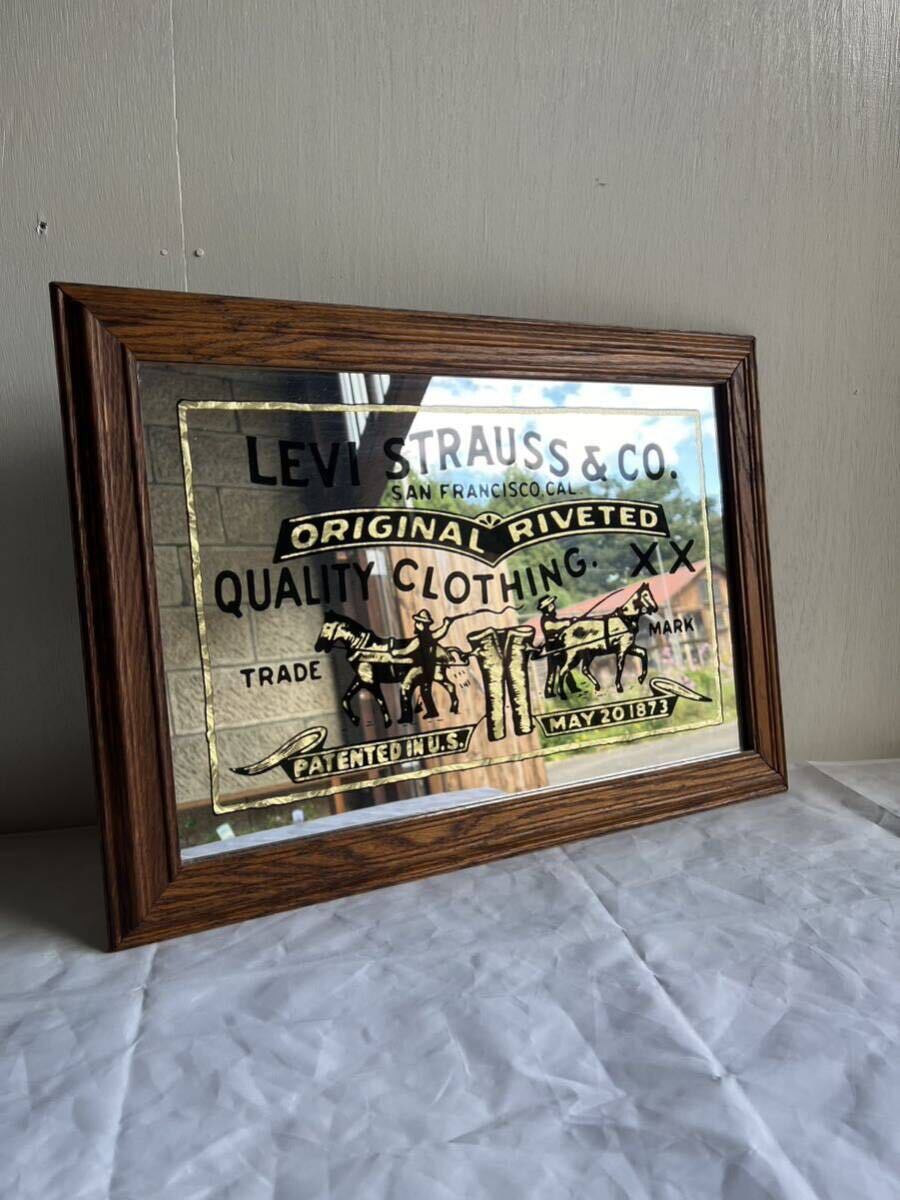 LEVI STRAUSS & CO.
SAN FRANCISCO, CAL.
ORIGINAL RIVETED
QUALITY CLOTHING. XX
TRADE MARK
PATENTED IN U.S. MAY 20 1873